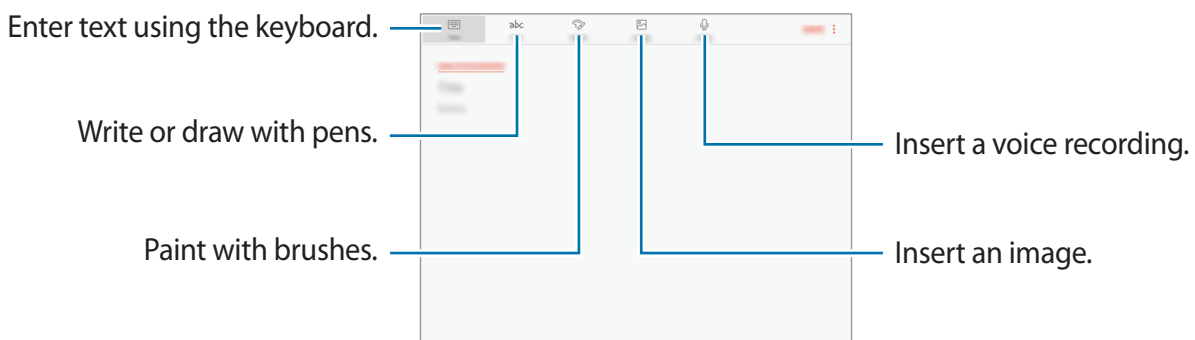 Enter text using the keyboard.
abc
Write or draw with pens.
Insert a voice recording.
Paint with brushes.
Insert an image.